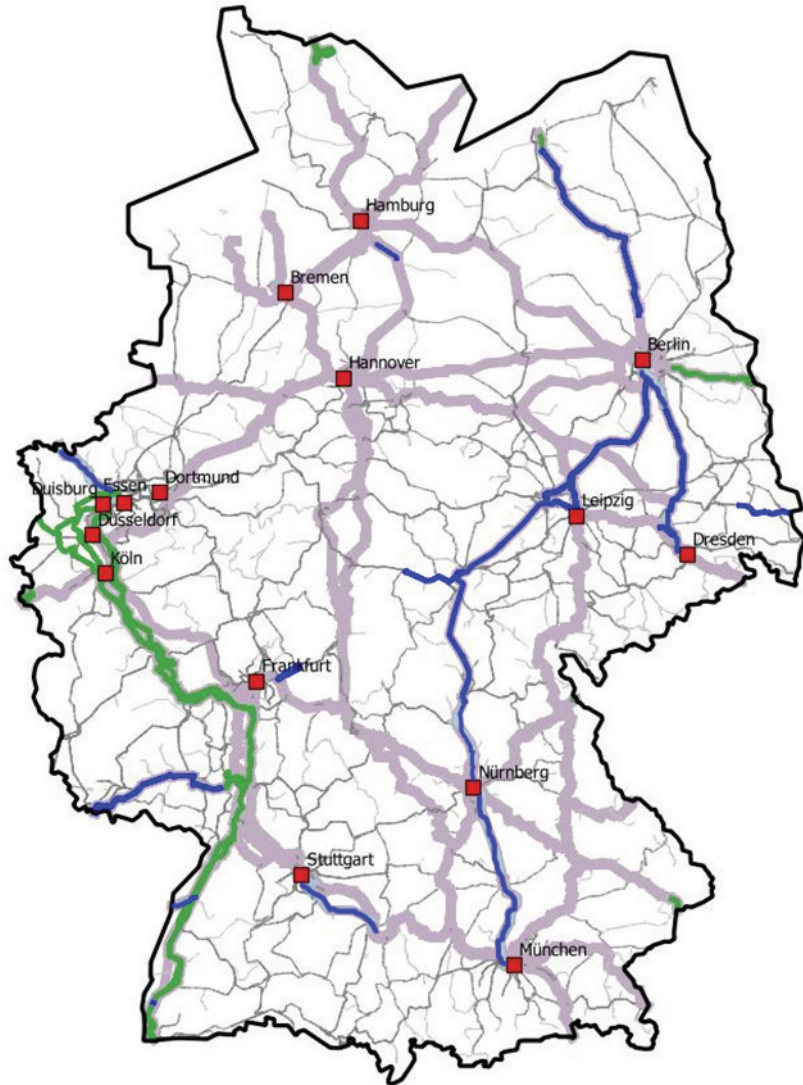 Hamburg
Bremen
Berlin
Hannover
Dortmund
Essen
Duisburg
Düsseldorf
Leipzig
Dresden
Köln
Frankfurt
Nürnberg
Stuttgart
München